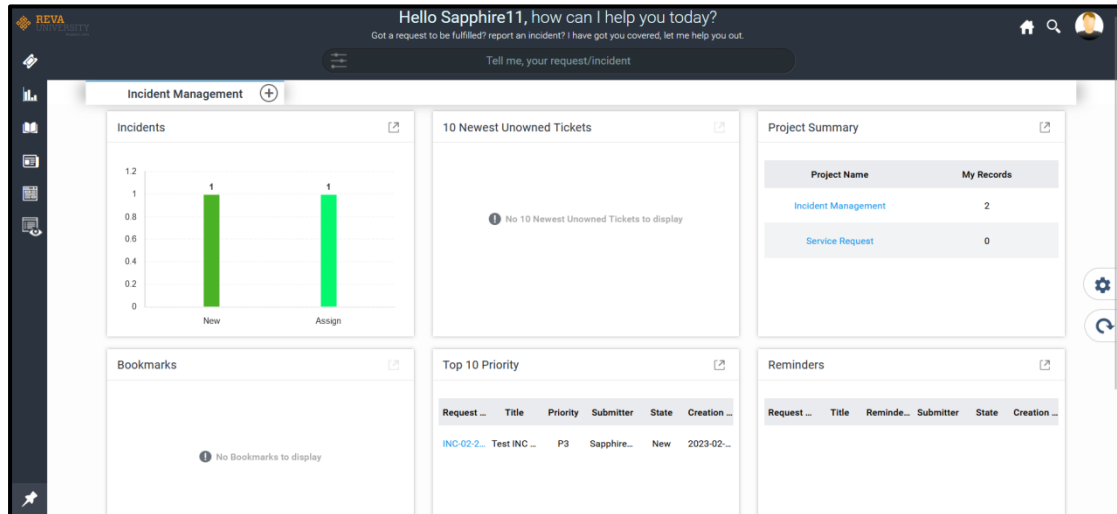 REVA
UNIVERSITY
Hello Sapphire11, how can I help you today?
Got a request to be fulfilled? report an incident? I have got you covered, let me help you out.
Tell me, your request/incident
Incident Management
Incidents
1.2
1
0.8
0.6
0.4
0.2
0
1
1
New
Assign
10 Newest Unowned Tickets
No 10 Newest Unowned Tickets to display
Project Summary
Project Name My Records
Incident Management 2
Service Request 0
Bookmarks
No Bookmarks to display
Top 10 Priority
Request ... Title Priority Submitter State Creation ...
INC-02-2... Test INC ... P3 Sapphire... New 2023-02-...
Reminders
Request ... Title Reminde... Submitter State Creation ...